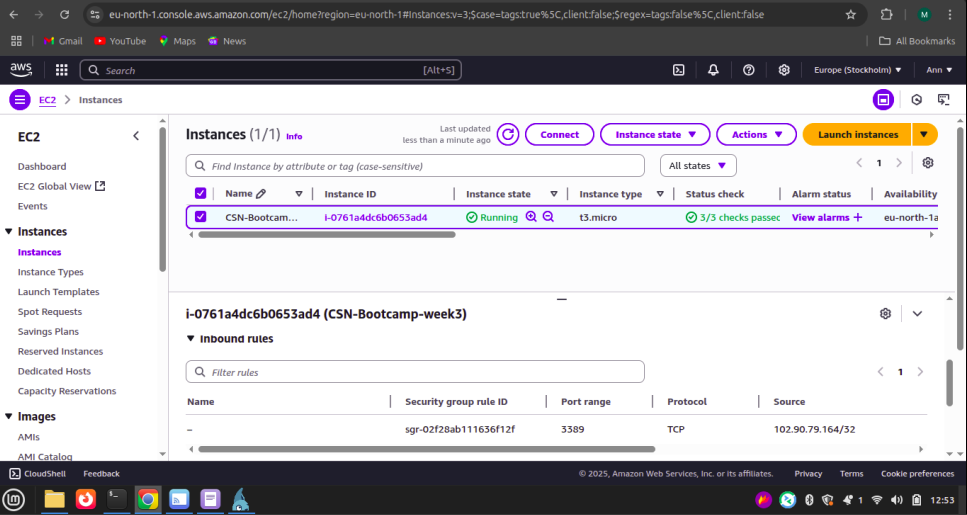 eu-north-1.console.aws.amazon.com/ec2/home?region=eu-north-1#Instances:v=3;$case=tags:true%5C,client:false;$regex=tags:false%5C,client:false
M
Gmail YouTube Maps News All Bookmarks
aws Search [Alt+S] Europe (Stockholm) ▼ Ann ▼
EC2 > Instances
EC2
Dashboard
EC2 Global View
Events
▼ Instances
Instances
Instance Types
Launch Templates
Spot Requests
Savings Plans
Reserved Instances
Dedicated Hosts
Capacity Reservations
▼ Images
AMIs
AMI Catalog
Instances (1/1) Info
Last updated
less than a minute ago
Connect Instance state ▼ Actions ▼ Launch instances ▼
Find Instance by attribute or tag (case-sensitive) All states ▼ < 1 >
Name Instance ID Instance state Instance type Status check Alarm status Availability
CSN-Bootcam... i-0761a4dc6b0653ad4 Running t3.micro 3/3 checks passec View alarms + eu-north-1a
i-0761a4dc6b0653ad4 (CSN-Bootcamp-week3)
▼ Inbound rules
Filter rules < 1 >
Name Security group rule ID Port range Protocol Source
– sgr-02f28ab111636f12f 3389 TCP 102.90.79.164/32
CloudShell Feedback © 2025, Amazon Web Services, Inc. or its affiliates. Privacy Terms Cookie preferences
1 12:53